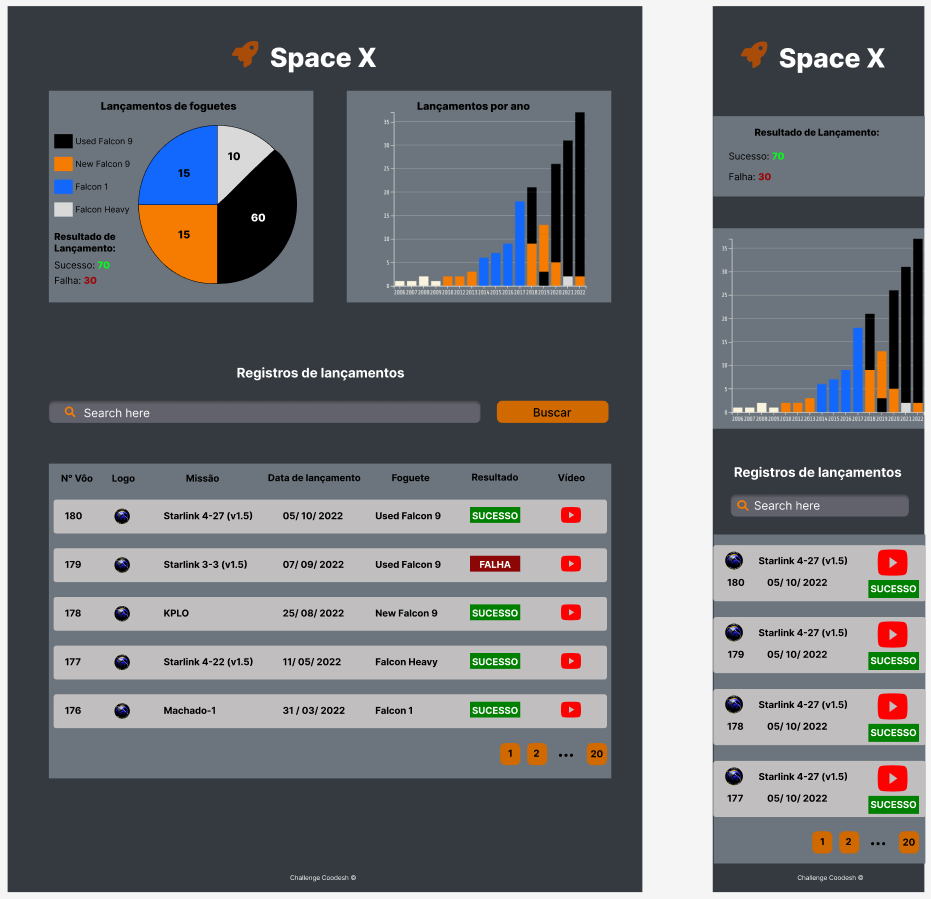 Space X
Lançamentos de foguetes
Used Falcon 9
New Falcon 9
Falcon 1
Falcon Heavy
10
15
60
15
Resultado de
Lançamento:
Sucesso: 70
Falha: 30
Lançamentos por ano
35
30
25
20
15
10
5
0
2006 2007 2008 2009 2010 2012 2013 2014 2015 2016 2017 2018 2019 2020 2021 2022
Registros de lançamentos
Search here
Buscar
N° Vôo Logo Missão Data de lançamento Foguete Resultado Vídeo
180 Starlink 4-27 (v1.5) 05/ 10/ 2022 Used Falcon 9 SUCESSO
179 Starlink 3-3 (v1.5) 07/ 09/ 2022 Used Falcon 9 FALHA
178 KPLO 25/ 08/ 2022 New Falcon 9 SUCESSO
177 Starlink 4-22 (v1.5) 11/ 05/ 2022 Falcon Heavy SUCESSO
176 Machado-1 31 / 03/ 2022 Falcon 1 SUCESSO
1 2 ••• 20
Challenge Coodesh ©
Space X
Resultado de Lançamento:
Sucesso: 70
Falha: 30
35
30
25
20
15
10
5
0
2006 2007 2008 2009 2010 2012 2013 2014 2015 2016 2017 2018 2019 2020 2021 2022
Registros de lançamentos
Search here
Starlink 4-27 (v1.5)
180 05/ 10/ 2022 SUCESSO
Starlink 4-27 (v1.5)
179 05/ 10/ 2022 SUCESSO
Starlink 4-27 (v1.5)
178 05/ 10/ 2022 SUCESSO
Starlink 4-27 (v1.5)
177 05/ 10/ 2022 SUCESSO
1 2 ••• 20
Challenge Coodesh ©